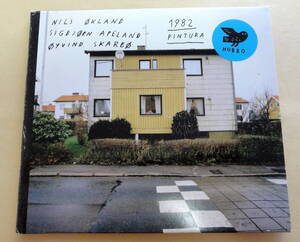 NILS ØKLAND
SIGBJØRN APELAND
ØYVIND SKARBØ
1982
PINTURA
HUBRO